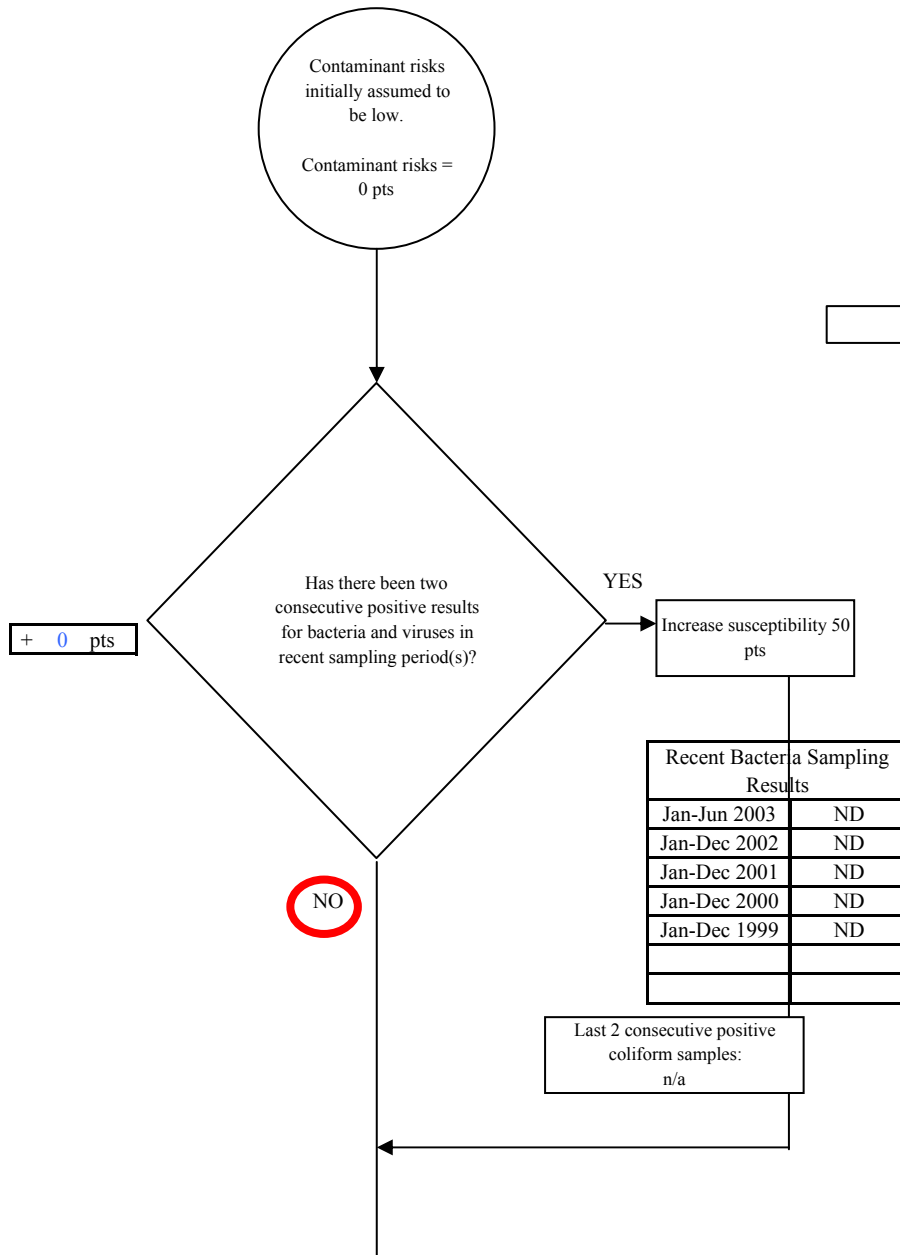 Contaminant risks
initially assumed to
be low.
Contaminant risks =
0 pts
Has there been two
consecutive positive results
for bacteria and viruses in
recent sampling period(s)?
YES
+ 0 pts
Increase susceptibility 50
pts
Recent Bacteria Sampling
Results
Jan-Jun 2003 ND
Jan-Dec 2002 ND
Jan-Dec 2001 ND
Jan-Dec 2000 ND
Jan-Dec 1999 ND
NO
Last 2 consecutive positive
coliform samples:
n/a